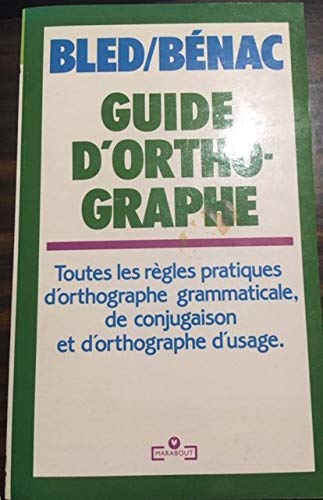 BLED/BÉNAC
GUIDE
D'ORTHO-
GRAPHE
Toutes les règles pratiques
d'orthographe grammaticale,
de conjugaison
et d'orthographe d'usage.
MARABOUT